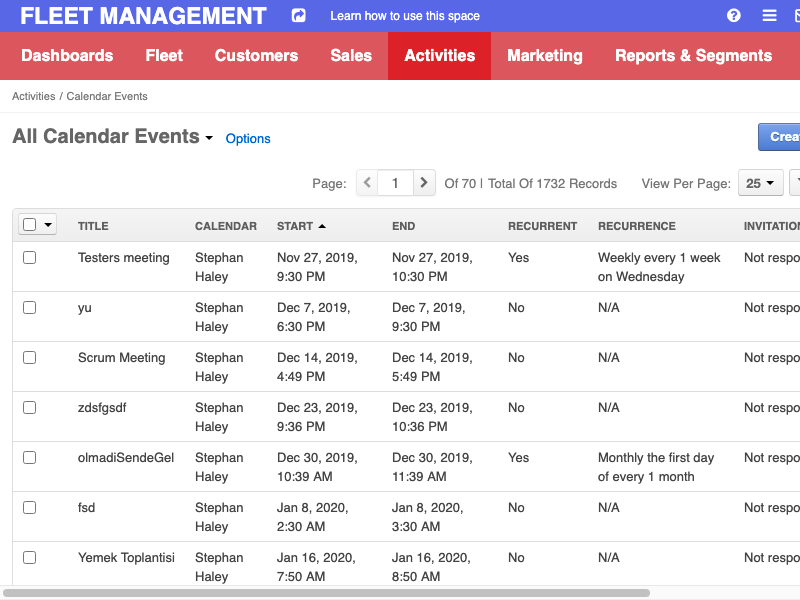 FLEET MANAGEMENT Learn how to use this space
Dashboards Fleet Customers Sales Activities Marketing Reports & Segments
Activities / Calendar Events
All Calendar Events Options
Page: 1 Of 70 | Total Of 1732 Records View Per Page: 25
TITLE CALENDAR START END RECURRENT RECURRENCE
Testers meeting Stephan Nov 27, 2019, Nov 27, 2019, Yes Weekly every 1 week Not
Haley 9:30 PM 10:30 PM on Wednesday
yu Stephan Dec 7, 2019, Dec 7, 2019, No N/A Not
Haley 6:30 PM 9:30 PM
Scrum Meeting Stephan Dec 14, 2019, Dec 14, 2019, No N/A Not
Haley 4:49 PM 5:49 PM
zdsfgsdf Stephan Dec 23, 2019, Dec 23, 2019, No N/A Not
Haley 9:36 PM 10:36 PM
olmadiSendeGel Stephan Dec 30, 2019, Dec 30, 2019, Yes Monthly the first day Not
Haley 10:39 AM 11:39 AM of every 1 month
fsd Stephan Jan 8, 2020, Jan 8, 2020, No N/A Not
Haley 2:30 AM 3:30 AM
Yemek Toplantisi Stephan Jan 16, 2020, Jan 16, 2020, No N/A Not
Haley 7:50 AM 8:50 AM